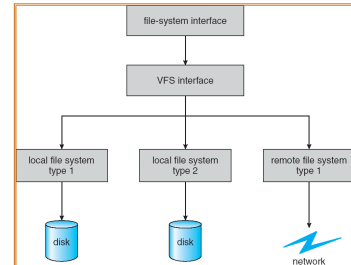 file-system interface
VFS interface
local file system
type 1
local file system
type 2
remote file system
type 1
disk
disk
network